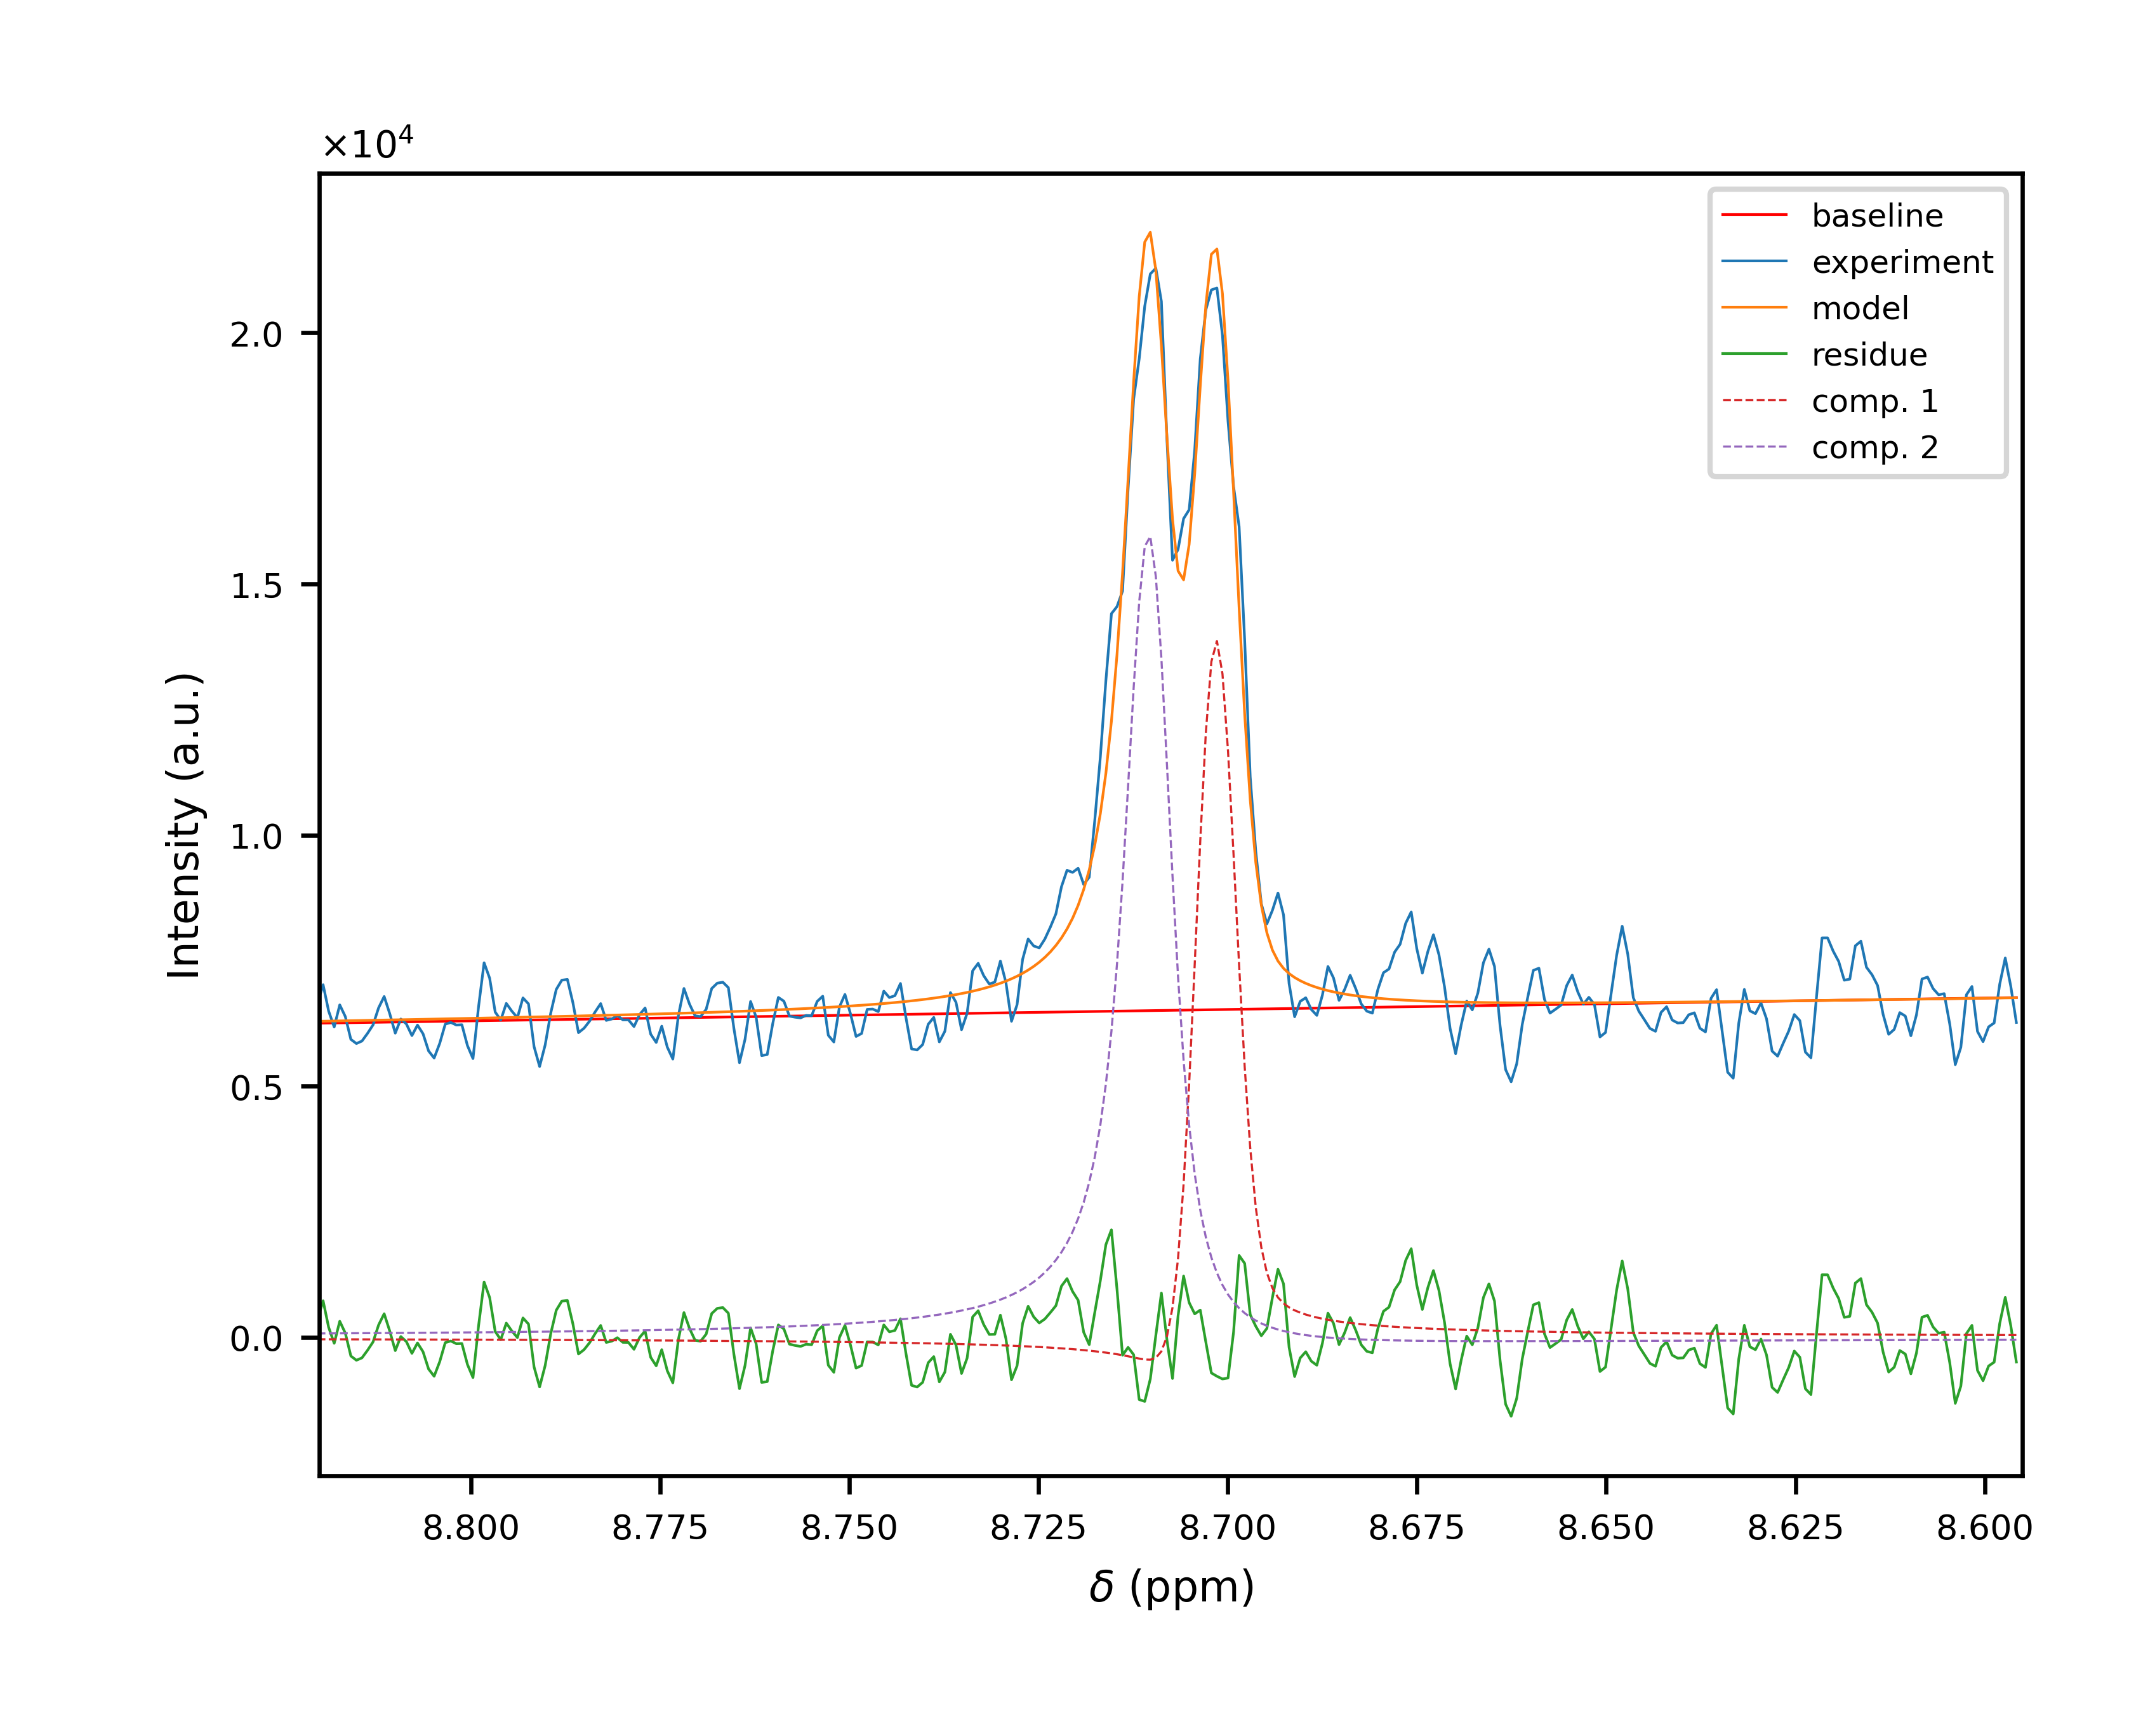 ×10⁴
baseline
experiment
model
residue
comp. 1
comp. 2
2.0
1.5
1.0
0.5
0.0
Intensity (a.u.)
8.800 8.775 8.750 8.725 8.700 8.675 8.650 8.625 8.600
δ (ppm)